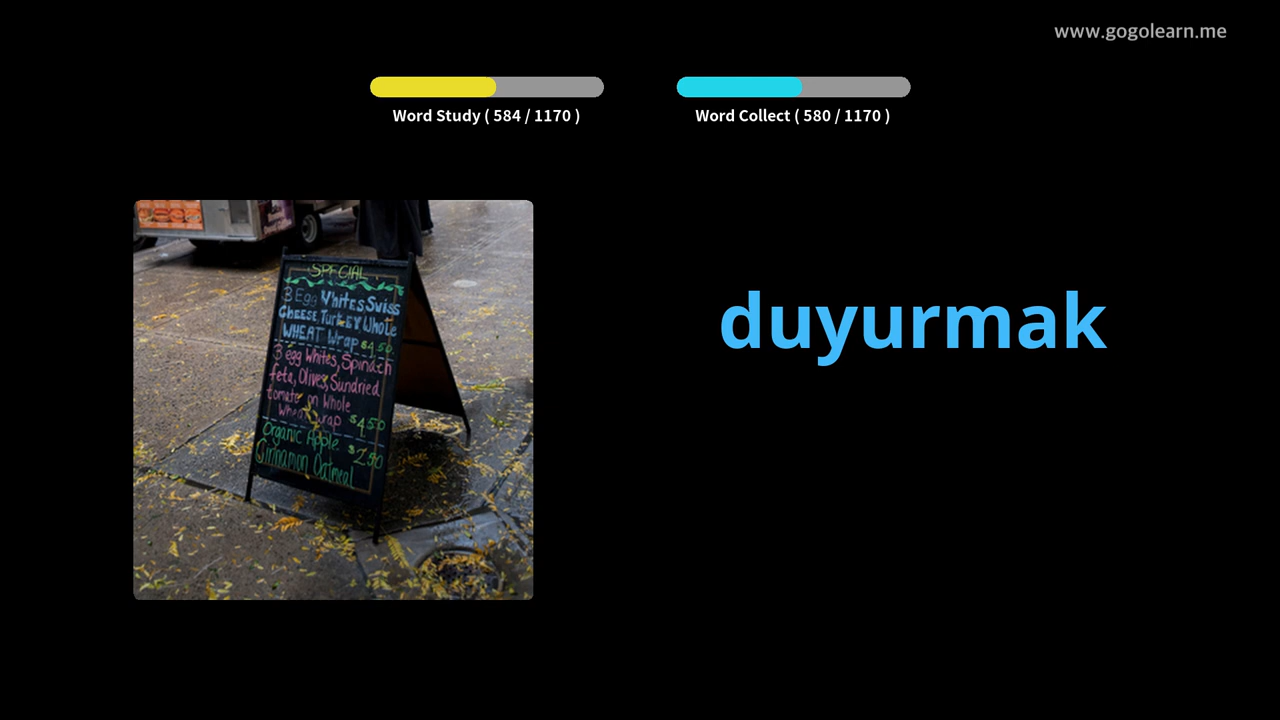 www.gogolearn.me
Word Study ( 584 / 1170 )
Word Collect ( 580 / 1170 )
SPECIAL
3 Egg Whites, Swiss
Cheese, Turkey Whole
WHEAT Wrap $4.50
3 egg Whites, Spinach
feta, Olives, Sundried
tomato on Whole
Wheat Wrap $4.50
Organic Apple
Cinnamon Oatmeal $2.50
duyurmak